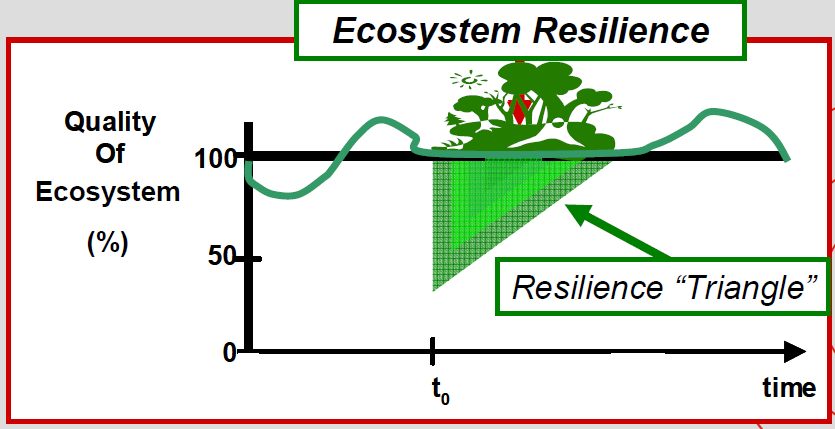 Ecosystem Resilience
Quality
Of
Ecosystem
(%)
100
50
0
Resilience “Triangle”
t0
time